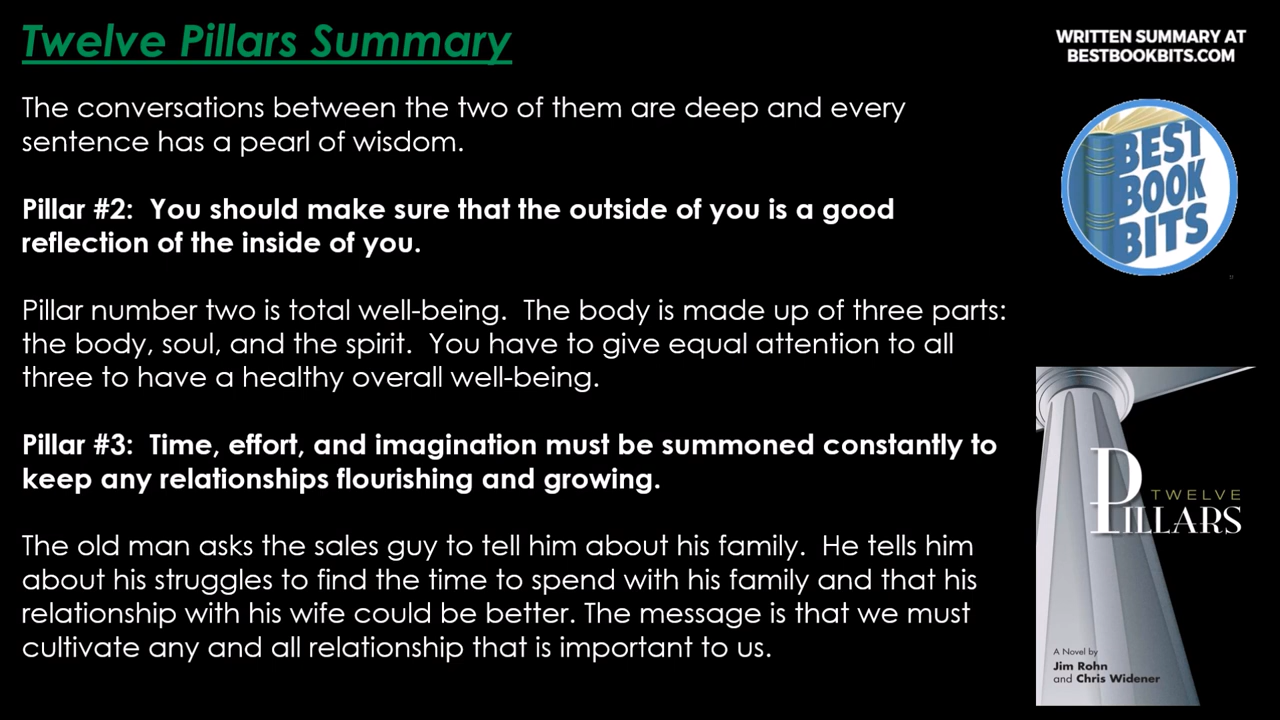 Twelve Pillars Summary
WRITTEN SUMMARY AT
BESTBOOKBITS.COM
The conversations between the two of them are deep and every
sentence has a pearl of wisdom.
BEST
BOOK
BITS
Pillar #2:  You should make sure that the outside of you is a good
reflection of the inside of you.
Pillar number two is total well-being.  The body is made up of three parts:
the body, soul, and the spirit.  You have to give equal attention to all
three to have a healthy overall well-being.
Pillar #3:  Time, effort, and imagination must be summoned constantly to
keep any relationships flourishing and growing.
The old man asks the sales guy to tell him about his family.  He tells him
about his struggles to find the time to spend with his family and that his
relationship with his wife could be better. The message is that we must
cultivate any and all relationship that is important to us.
TWELVE
PILLARS
A Novel by
Jim Rohn
and Chris Widener